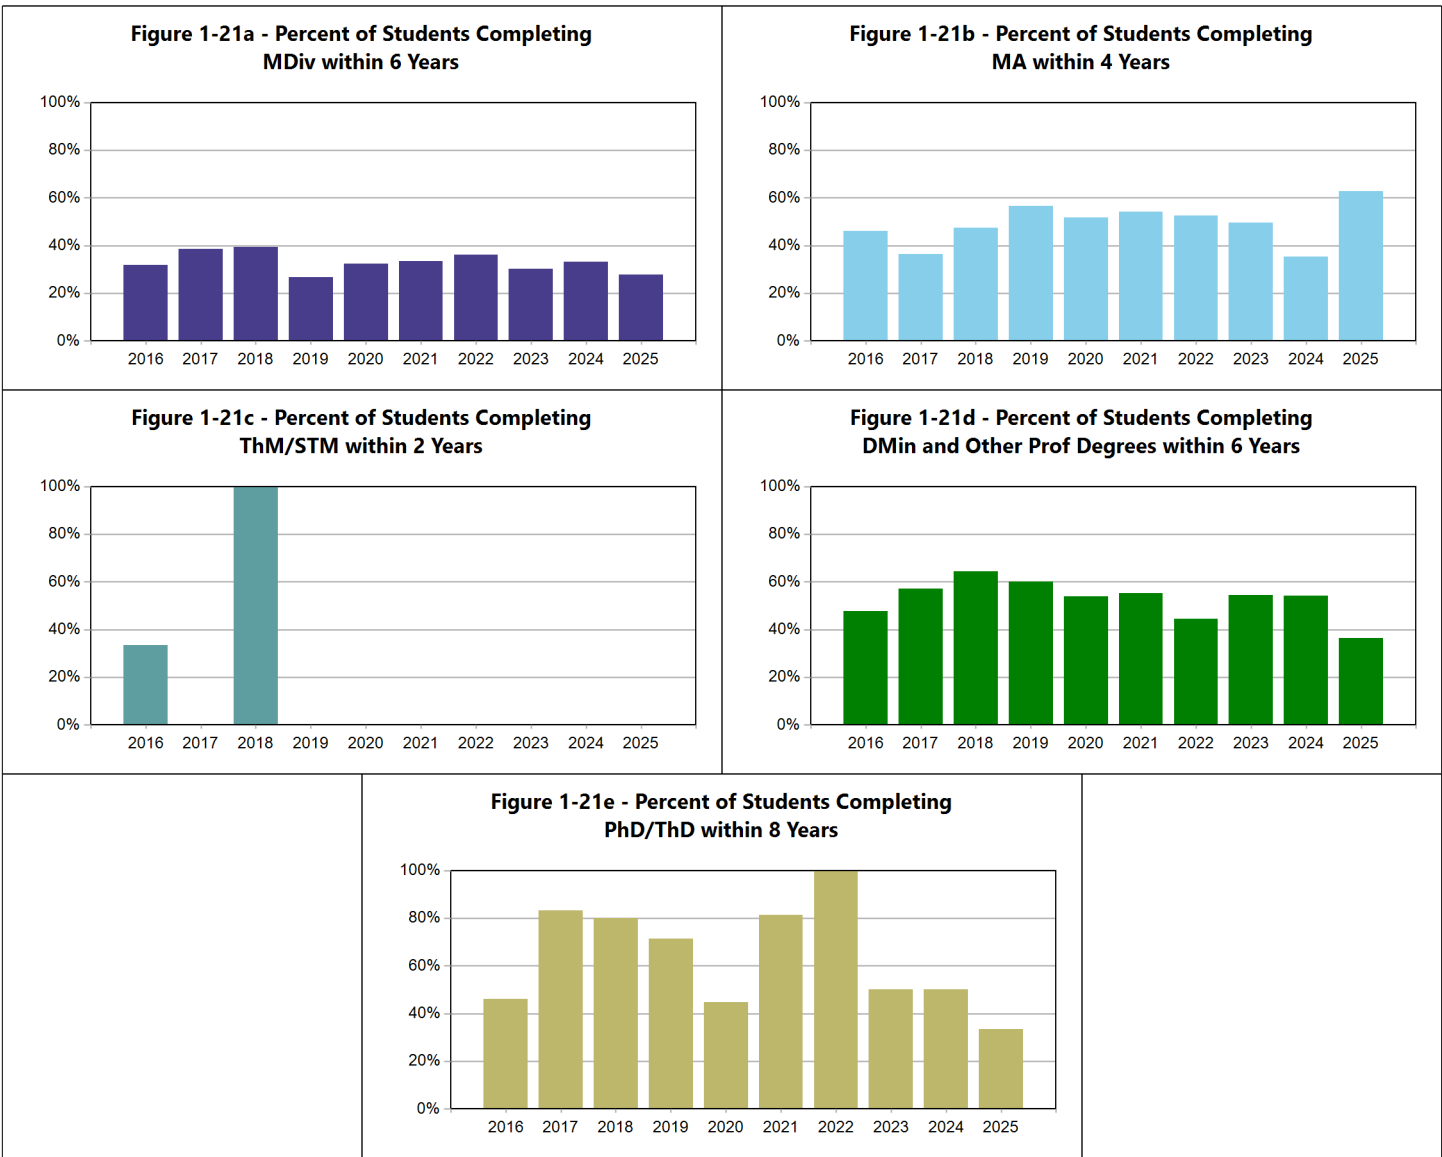 Figure 1-21a - Percent of Students Completing
MDiv within 6 Years
100%
80%
60%
40%
20%
0%
2016 2017 2018 2019 2020 2021 2022 2023 2024 2025
Figure 1-21b - Percent of Students Completing
MA within 4 Years
100%
80%
60%
40%
20%
0%
2016 2017 2018 2019 2020 2021 2022 2023 2024 2025
Figure 1-21c - Percent of Students Completing
ThM/STM within 2 Years
100%
80%
60%
40%
20%
0%
2016 2017 2018 2019 2020 2021 2022 2023 2024 2025
Figure 1-21d - Percent of Students Completing
DMin and Other Prof Degrees within 6 Years
100%
80%
60%
40%
20%
0%
2016 2017 2018 2019 2020 2021 2022 2023 2024 2025
Figure 1-21e - Percent of Students Completing
PhD/ThD within 8 Years
100%
80%
60%
40%
20%
0%
2016 2017 2018 2019 2020 2021 2022 2023 2024 2025